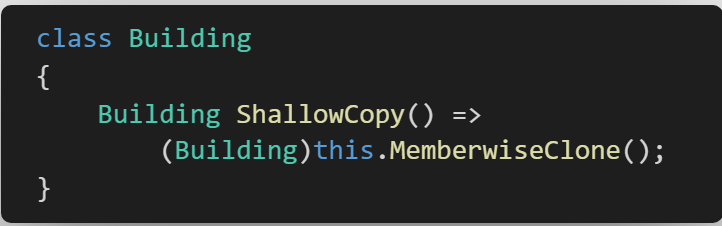 class Building
{
    Building ShallowCopy() =>
        (Building)this.MemberwiseClone();
}